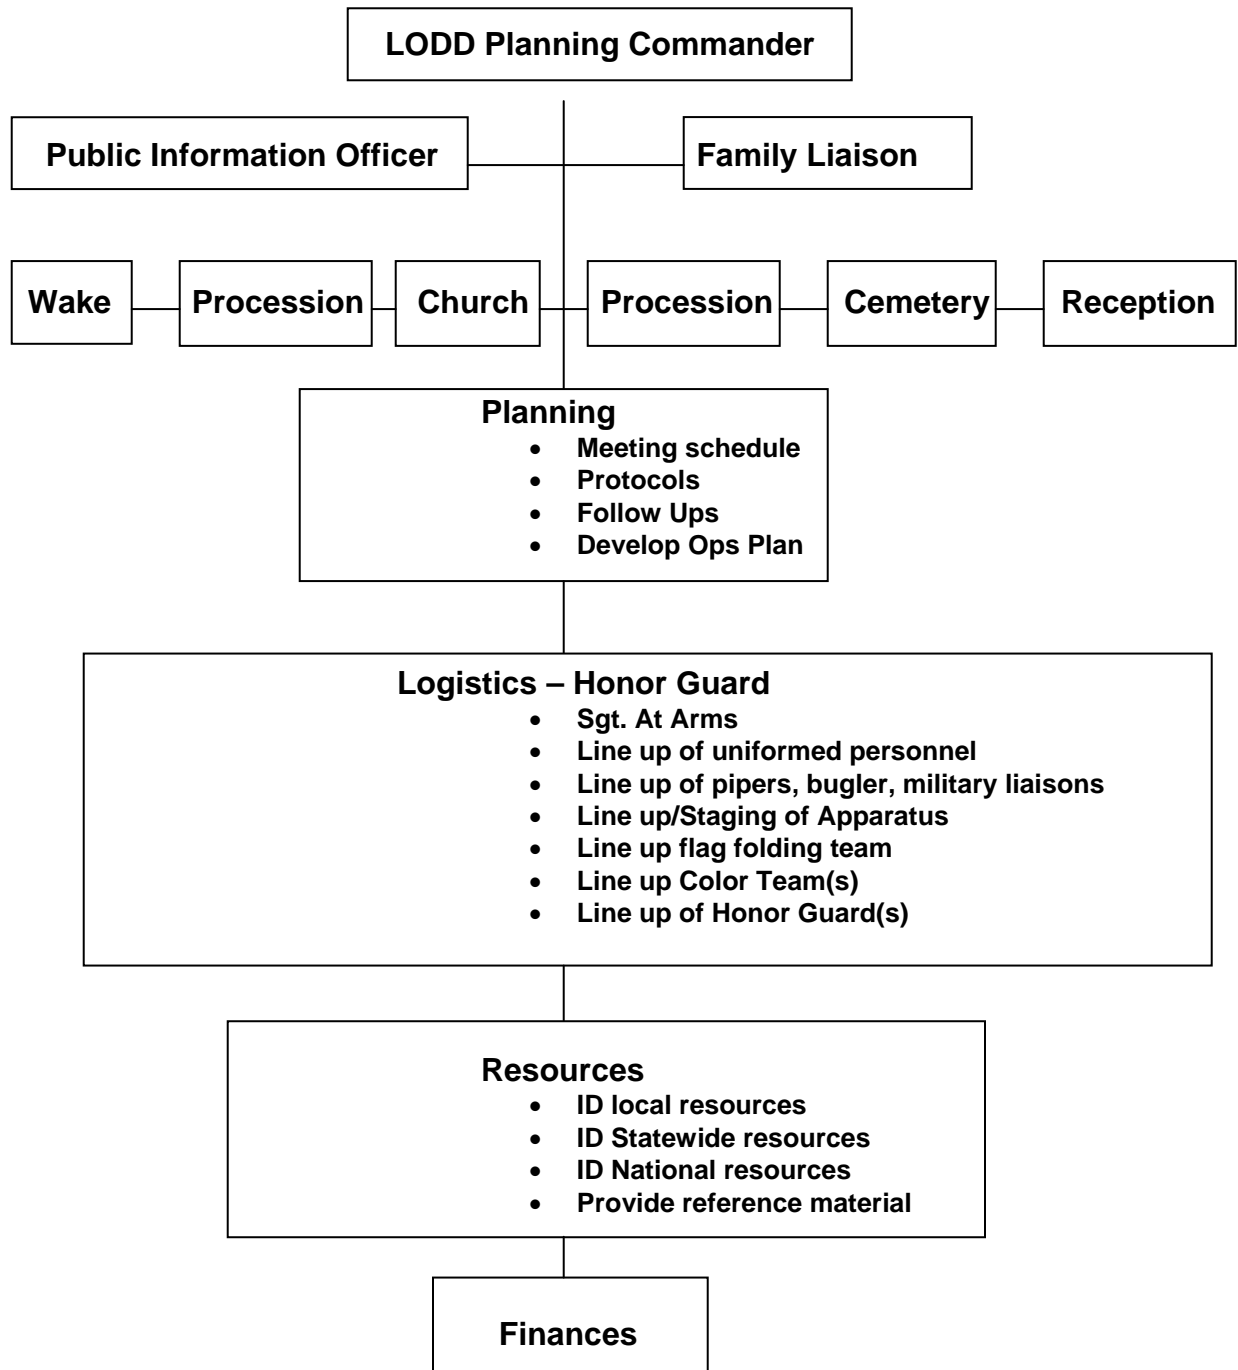 LODD Planning Commander
Public Information Officer
Family Liaison
Wake
Procession
Church
Procession
Cemetery
Reception
Planning
• Meeting schedule
• Protocols
• Follow Ups
• Develop Ops Plan
Logistics – Honor Guard
• Sgt. At Arms
• Line up of uniformed personnel
• Line up of pipers, bugler, military liaisons
• Line up/Staging of Apparatus
• Line up flag folding team
• Line up Color Team(s)
• Line up of Honor Guard(s)
Resources
• ID local resources
• ID Statewide resources
• ID National resources
• Provide reference material
Finances